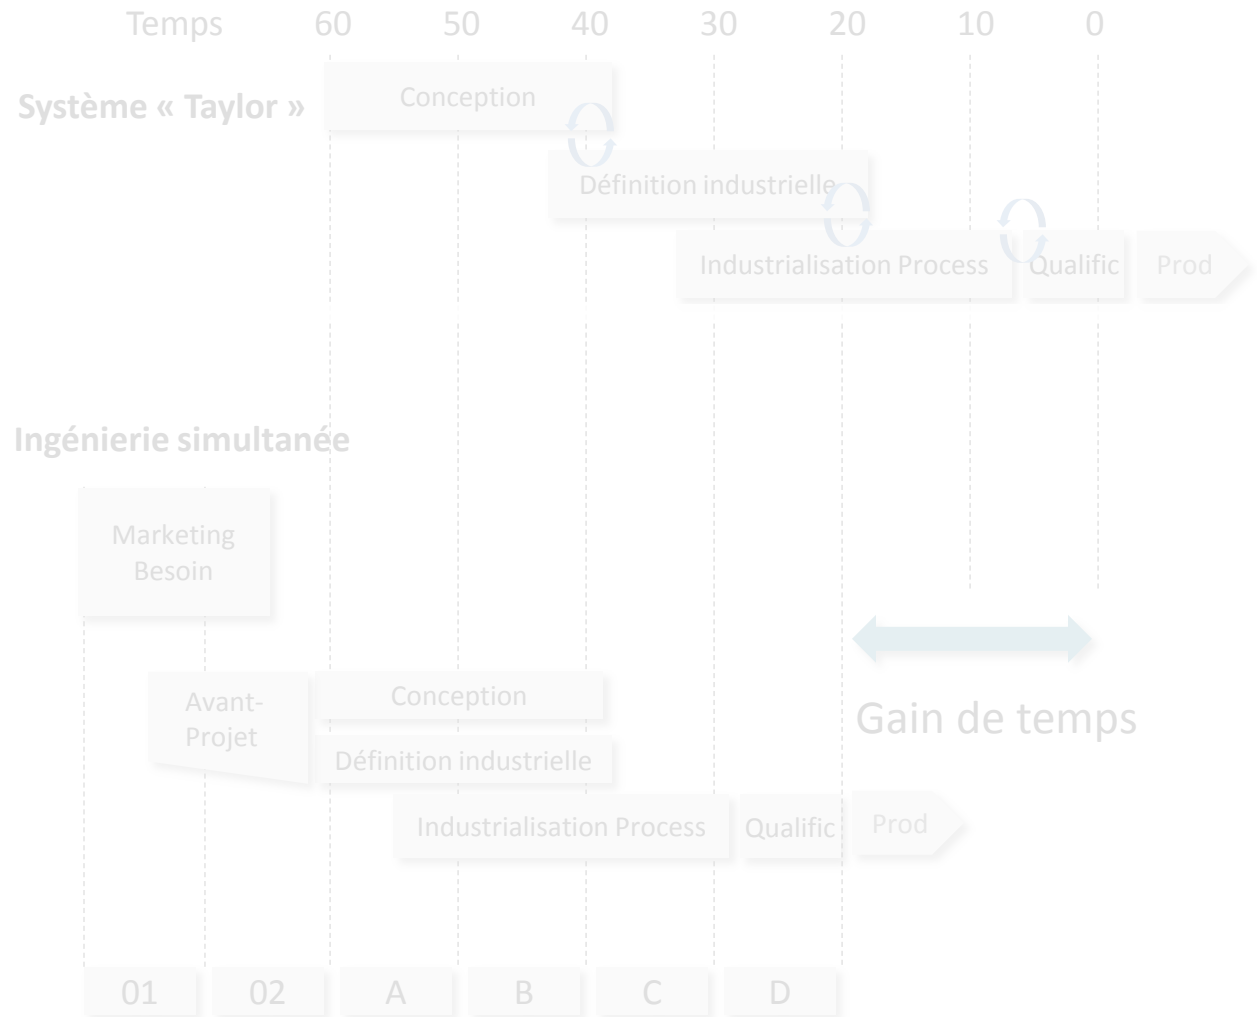 Temps 60 50 40 30 20 10 0
Système « Taylor »
Conception
Définition industrielle
Industrialisation Process
Qualific
Prod
Ingénierie simultanée
Marketing
Besoin
Avant-
Projet
Conception
Définition industrielle
Industrialisation Process
Qualific
Prod
Gain de temps
01 02 A B C D